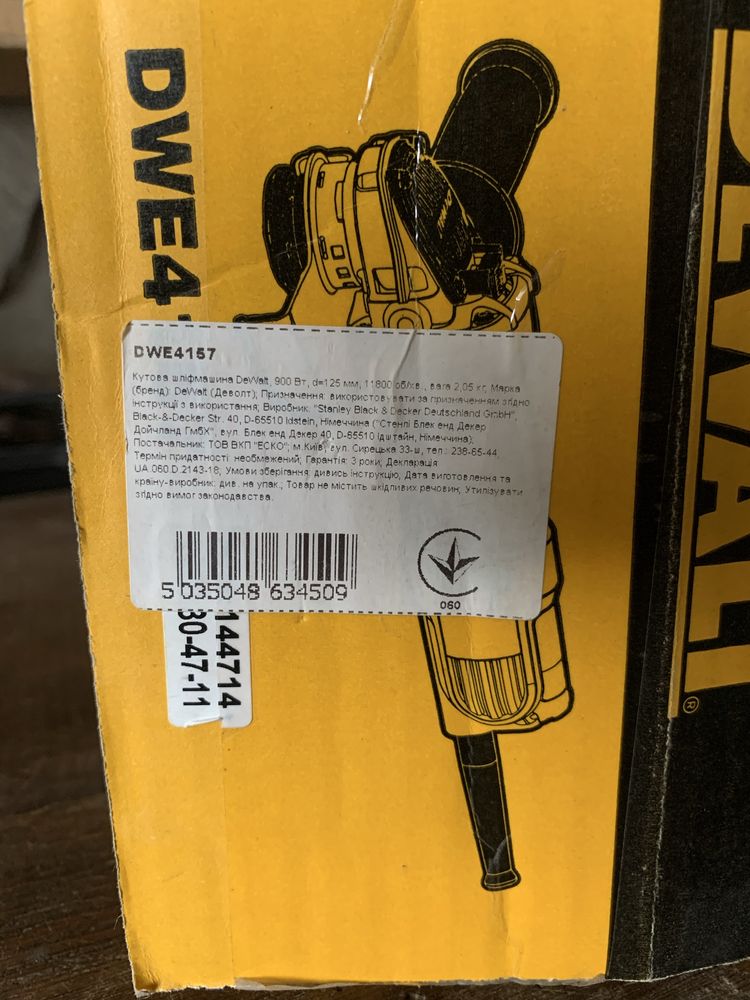 DWE4
DEWALT
®
DWE4157
Кутова шліфмашина DeWalt, 900 Вт, d=125 мм, 11800 об/хв., вага 2,05 кг, Марка
(бренд): DeWalt (Деволт); Призначення: використовувати за призначенням згідно
інструкції з використання; Виробник: "Stanley Black & Decker Deutschland GmbH",
Black-&-Decker Str. 40, D-65510 Idstein, Німеччина ("Стенлі Блек енд Декер
Дойчланд ГмбХ", вул. Блек енд Декер 40, D-65510 Ідштайн, Німеччина);
Постачальник: ТОВ ВКП "ЕСКО"; м.Київ, вул. Сирецька 33-ш, тел.: 238-65-44,
Термін придатності: необмежений; Гарантія: 3 роки; Декларація
UA.060.D.2143-18; Умови зберігання: дивись інструкцію; Дата виготовлення та
країну-виробник: див. на упак.; Товар не містить шкідливих речовин; Утилізувати
згідно вимог законодавства.
5 035048 634509
060
144714
30-47-11